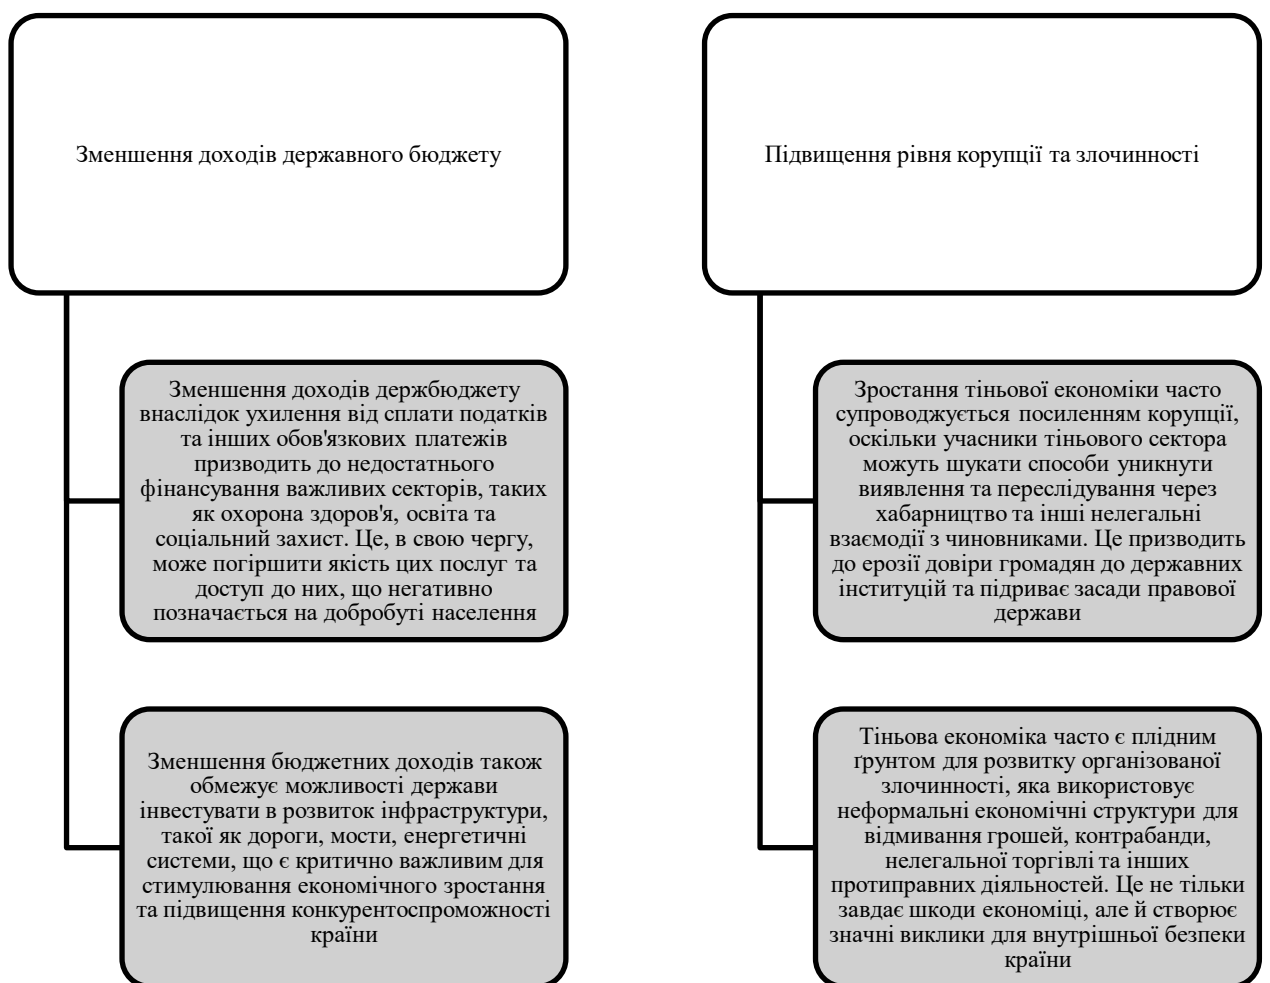 Зменшення доходів державного бюджету
Зменшення доходів держбюджету
внаслідок ухилення від сплати податків
та інших обов'язкових платежів
призводить до недостатнього
фінансування важливих секторів, таких
як охорона здоров'я, освіта та
соціальний захист. Це, в свою чергу,
може погіршити якість цих послуг та
доступ до них, що негативно
позначається на добробуті населення
Зменшення бюджетних доходів також
обмежує можливості держави
інвестувати в розвиток інфраструктури,
такої як дороги, мости, енергетичні
системи, що є критично важливим для
стимулювання економічного зростання
та підвищення конкурентоспроможності
країни
Підвищення рівня корупції та злочинності
Зростання тіньової економіки часто
супроводжується посиленням корупції,
оскільки учасники тіньового сектора
можуть шукати способи уникнути
виявлення та переслідування через
хабарництво та інші нелегальні
взаємодії з чиновниками. Це призводить
до ерозії довіри громадян до державних
інституцій та підриває засади правової
держави
Тіньова економіка часто є плідним
ґрунтом для розвитку організованої
злочинності, яка використовує
неформальні економічні структури для
відмивання грошей, контрабанди,
нелегальної торгівлі та інших
протиправних діяльностей. Це не тільки
завдає шкоди економіці, але й створює
значні виклики для внутрішньої безпеки
країни